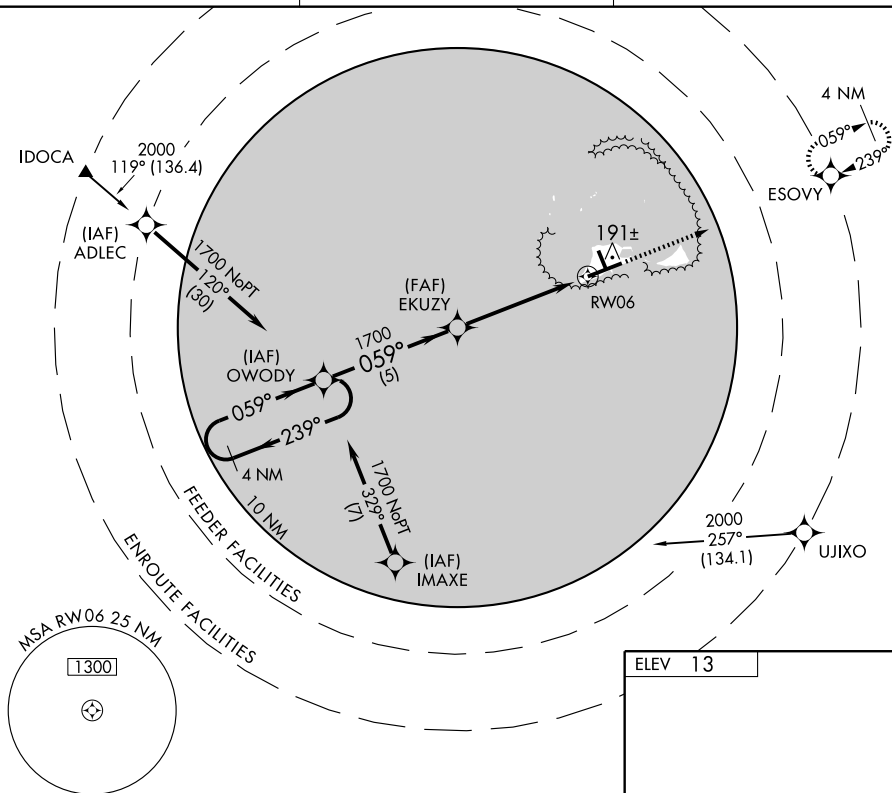 4 NM
059°
239°
ESOVY
IDOCA
2000
119° (136.4)
(IAF)
ADLEC
1700 NoPT
120°
(30)
191±
RW06
(FAF)
EKUZY
1700
059°
(5)
(IAF)
OWODY
059°
239°
4 NM
10 NM
1700 NoPT
329°
(7)
(IAF)
IMAXE
2000
257°
(134.1)
UJIXO
FEEDER FACILITIES
ENROUTE FACILITIES
MSA RW06 25 NM
1300
ELEV 13